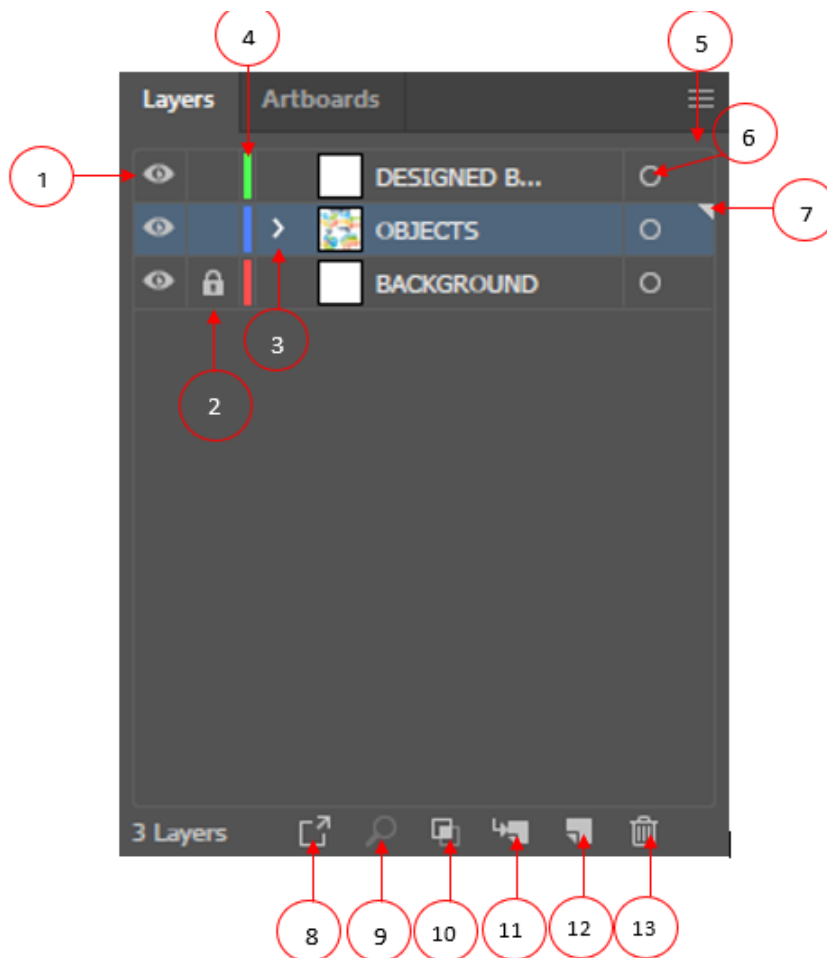 4
5
Layers
Artboards
6
1
DESIGNED B...
7
OBJECTS
BACKGROUND
3
2
3 Layers
8
9
10
11
12
13